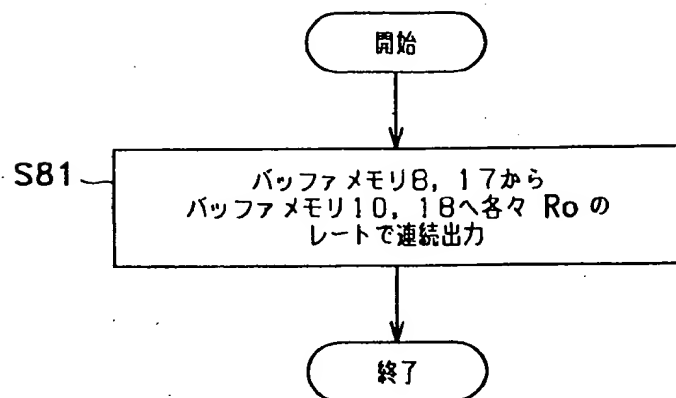 開始
S81
バッファメモリ8, 17から
バッファメモリ10, 18へ各々 Ro の
レートで連続出力
終了